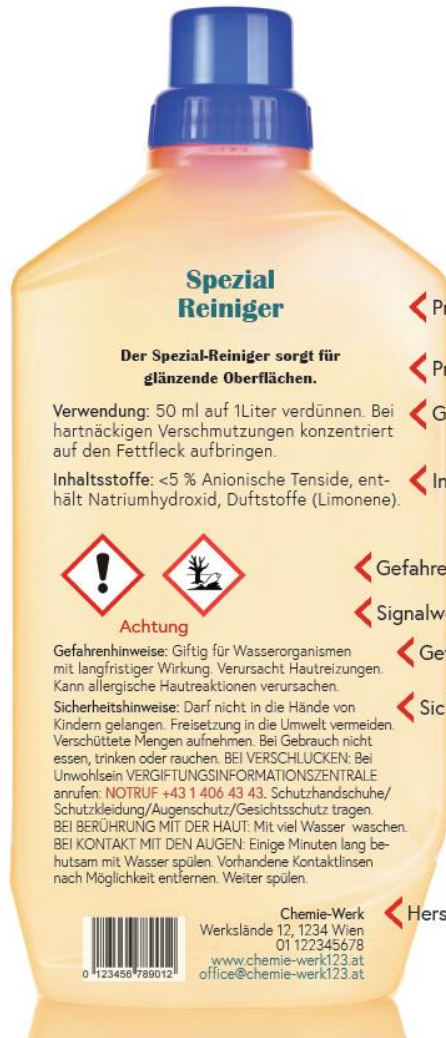 Spezial
Reiniger
Der Spezial-Reiniger sorgt für
glänzende Oberflächen.
Verwendung: 50 ml auf 1Liter verdünnen. Bei
hartnäckigen Verschmutzungen konzentriert
auf den Fettfleck aufbringen.
Inhaltsstoffe: <5 % Anionische Tenside, ent-
hält Natriumhydroxid, Duftstoffe (Limonene).
Gefahre
Achtung
Signalw
Gefahrenhinweise: Giftig für Wasserorganismen
mit langfristiger Wirkung. Verursacht Hautreizungen.
Kann allergische Hautreaktionen verursachen.
Sicherheitshinweise: Darf nicht in die Hände von
Kindern gelangen. Freisetzung in die Umwelt vermeiden.
Verschüttete Mengen aufnehmen. Bei Gebrauch nicht
essen, trinken oder rauchen. BEI VERSCHLUCKEN: Bei
Unwohlsein VERGIFTUNGSINFORMATIONSZENTRALE
anrufen: NOTRUF +43 1 406 43 43. Schutzhandschuhe/
Schutzkleidung/Augenschutz/Gesichtsschutz tragen.
BEI BERÜHRUNG MIT DER HAUT: Mit viel Wasser waschen.
BEI KONTAKT MIT DEN AUGEN: Einige Minuten lang be-
hutsam mit Wasser spülen. Vorhandene Kontaktlinsen
nach Möglichkeit entfernen. Weiter spülen.
Chemie-Werk
Werkslände 12, 1234 Wien
01 122345678
www.chemie-werk123.at
office@chemie-werk123.at
0 123456 789012
Hers